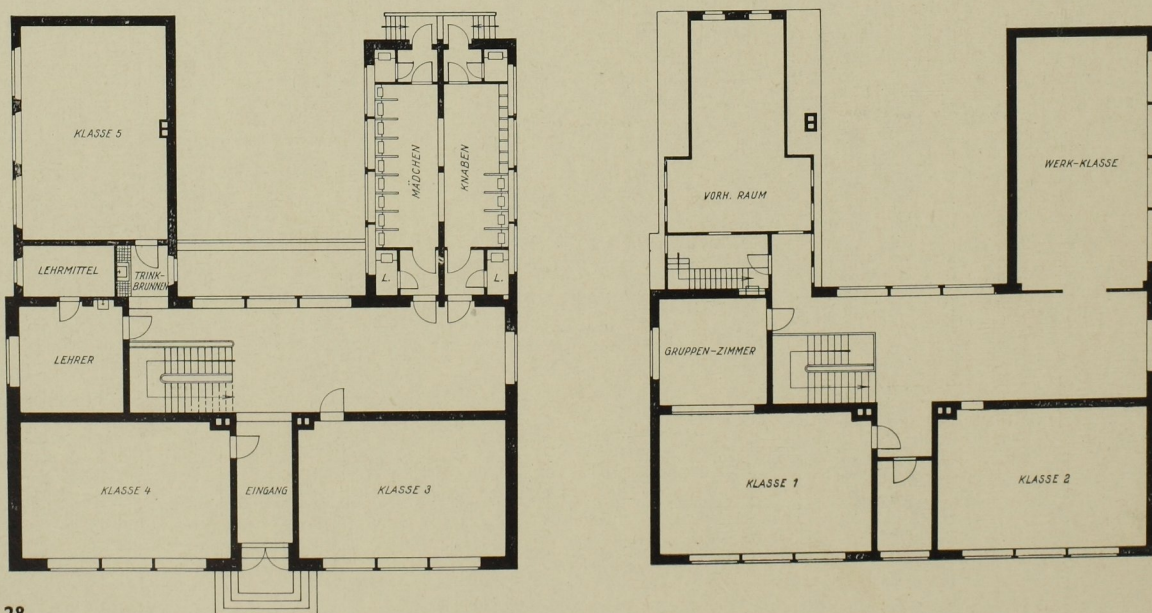 KLASSE 5
MÄDCHEN
KNABEN
LEHRMITTEL
TRINK-
BRUNNEN
L.
L.
LEHRER
KLASSE 4
EINGANG
KLASSE 3
WERK-KLASSE
VORH. RAUM
GRUPPEN-ZIMMER
KLASSE 1
KLASSE 2